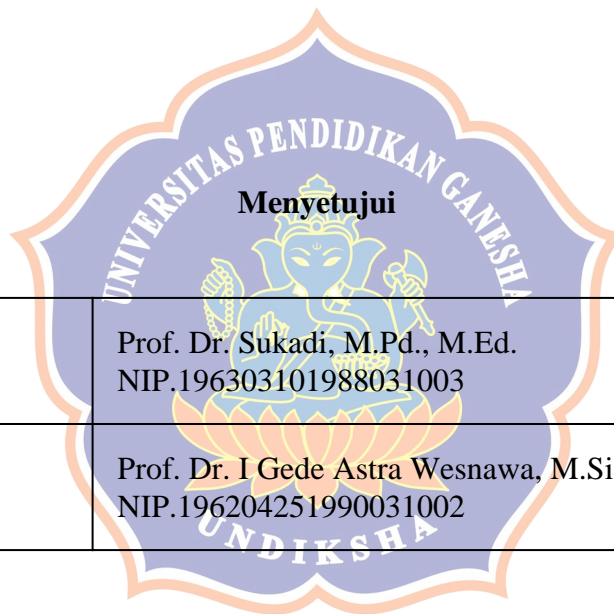 UNIVERSITAS PENDIDIKAN GANESHA
Menyetujui
Prof. Dr. Sukadi, M.Pd., M.Ed.
NIP.196303101988031003
Prof. Dr. I Gede Astra Wesnawa, M.Si
NIP.196204251990031002
UNDIKSHA